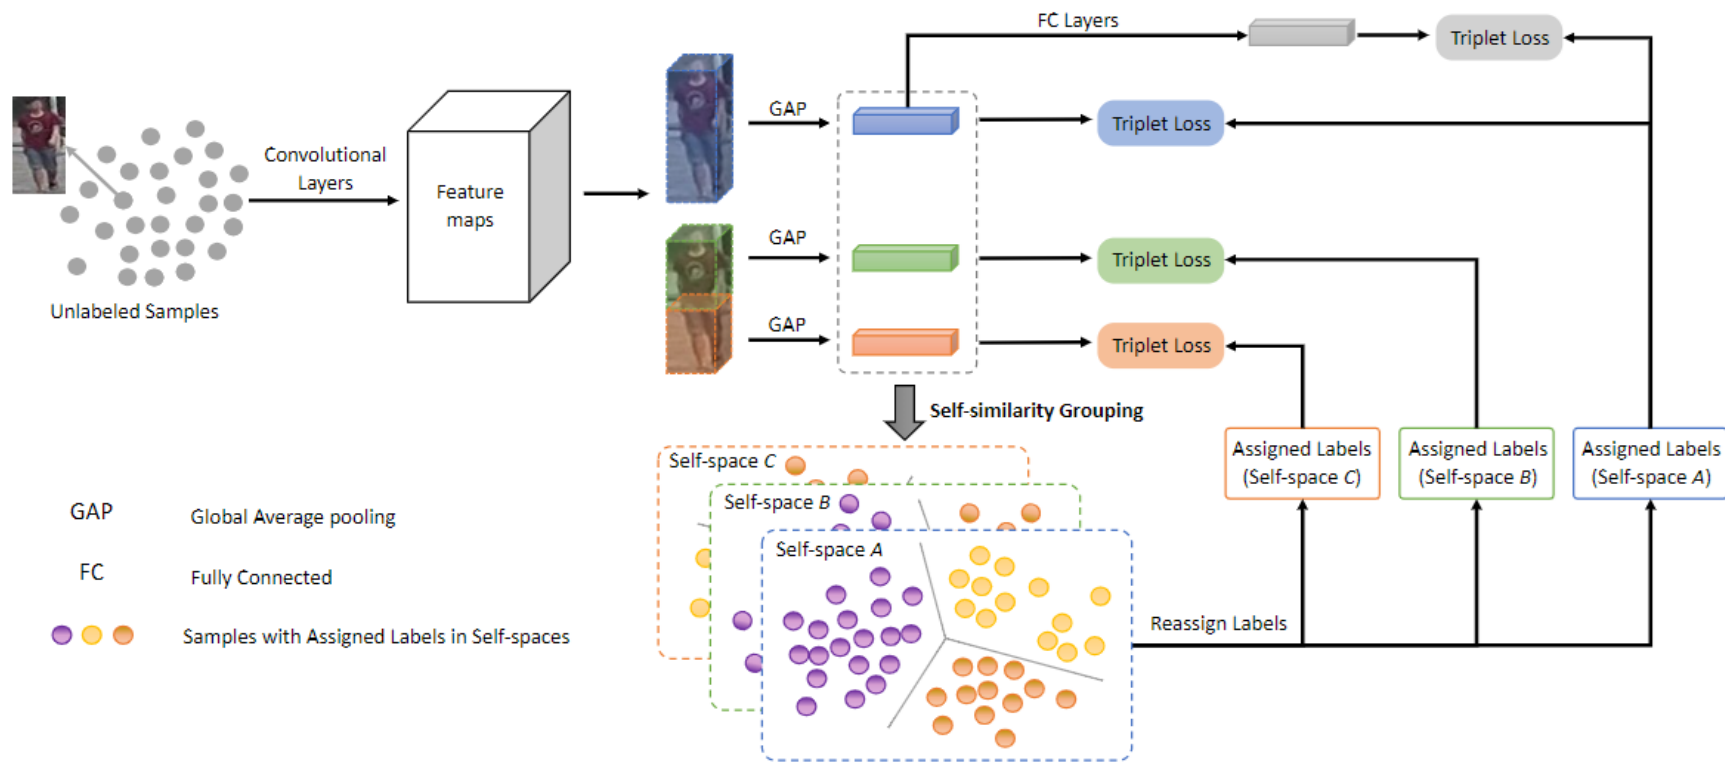 FC Layers
Triplet Loss
GAP
Triplet Loss
Convolutional
Layers
Feature
maps
GAP
Triplet Loss
Unlabeled Samples
GAP
Triplet Loss
Self-similarity Grouping
Assigned Labels
(Self-space C)
Assigned Labels
(Self-space B)
Assigned Labels
(Self-space A)
Self-space C
Self-space B
Self-space A
GAP
Global Average pooling
FC
Fully Connected
Samples with Assigned Labels in Self-spaces
Reassign Labels